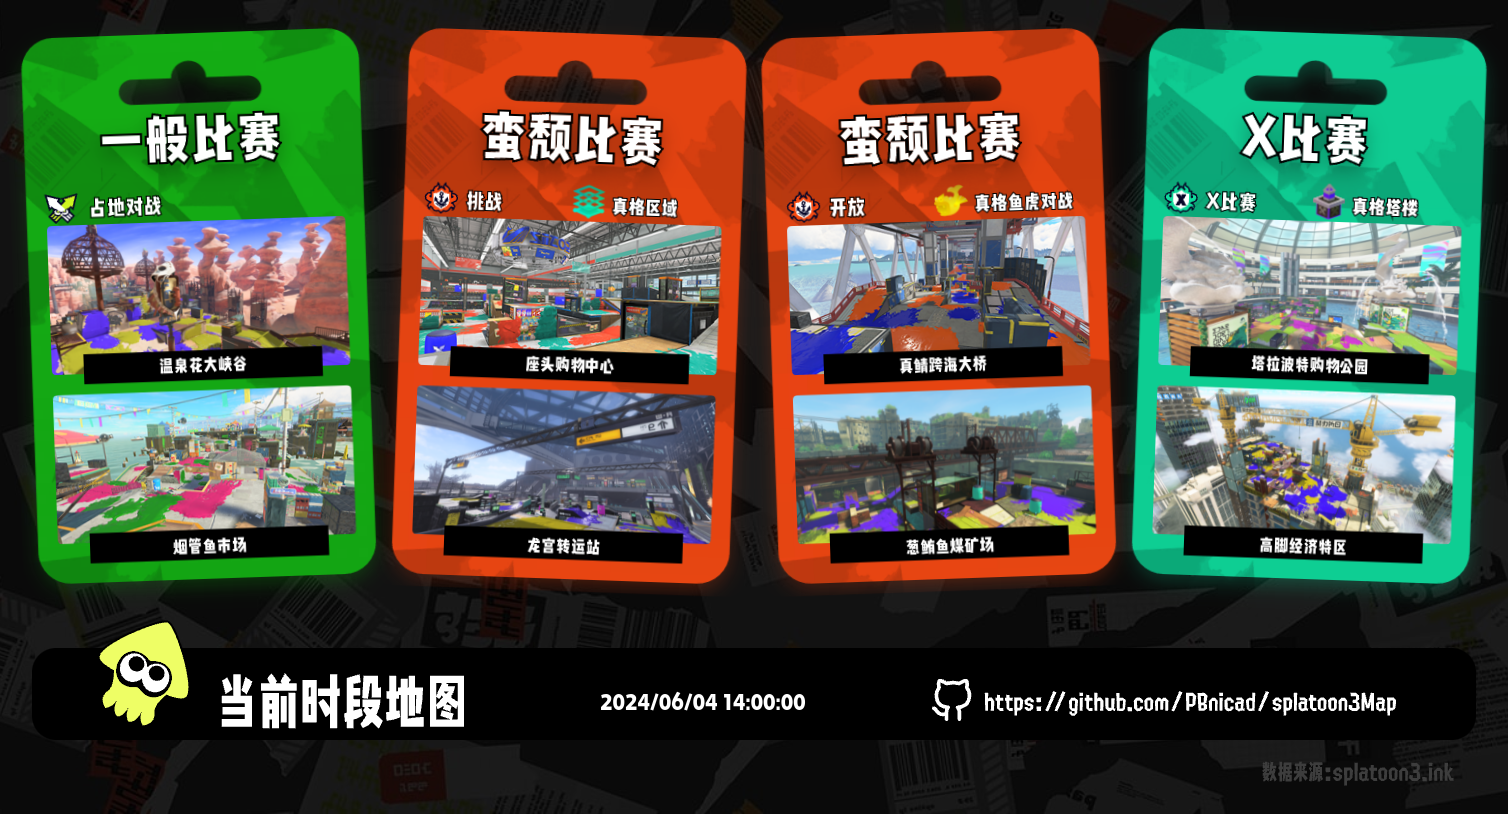 一般比赛
占地对战
温泉花大峡谷
烟管鱼市场
蛮颓比赛
挑战
真格区域
座头购物中心
龙宫转运站
蛮颓比赛
开放
真格鱼虎对战
真鲭跨海大桥
葱鲔鱼煤矿场
X比赛
X比赛
真格塔楼
塔拉波特购物公园
高脚经济特区
当前时段地图
2024/06/04 14:00:00
https://github.com/PBnicad/splatoon3Map
数据来源:splatoon3.ink